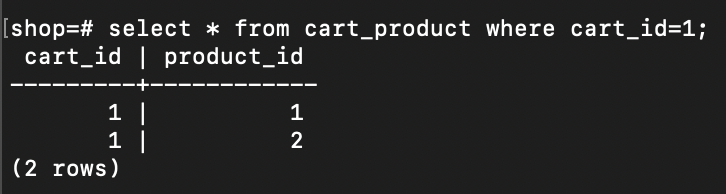 [shop=# select * from cart_product where cart_id=1;
 cart_id | product_id
---------+------------
       1 |          1
       1 |          2
(2 rows)